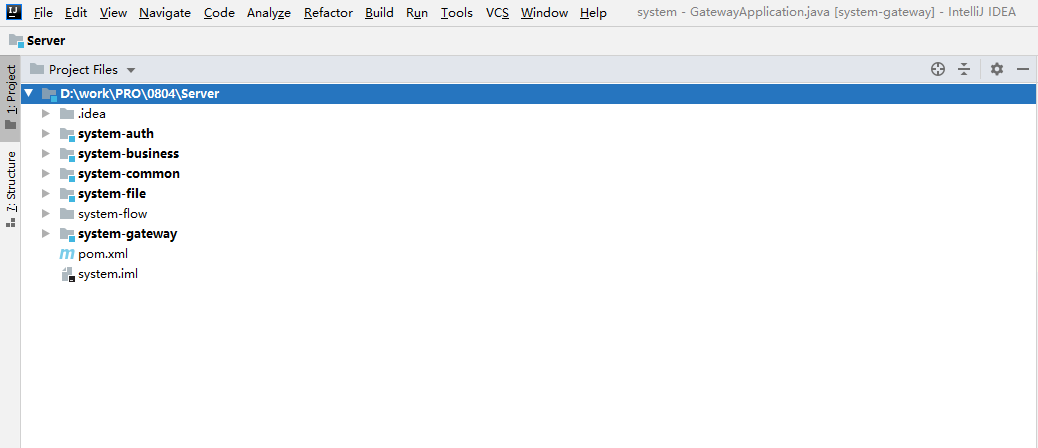 IJ File Edit View Navigate Code Analyze Refactor Build Run Tools VCS Window Help system - GatewayApplication.java [system-gateway] - IntelliJ IDEA
Server
1: Project
7: Structure
Project Files
D:\work\PRO\0804\Server
.idea
system-auth
system-business
system-common
system-file
system-flow
system-gateway
m pom.xml
system.iml